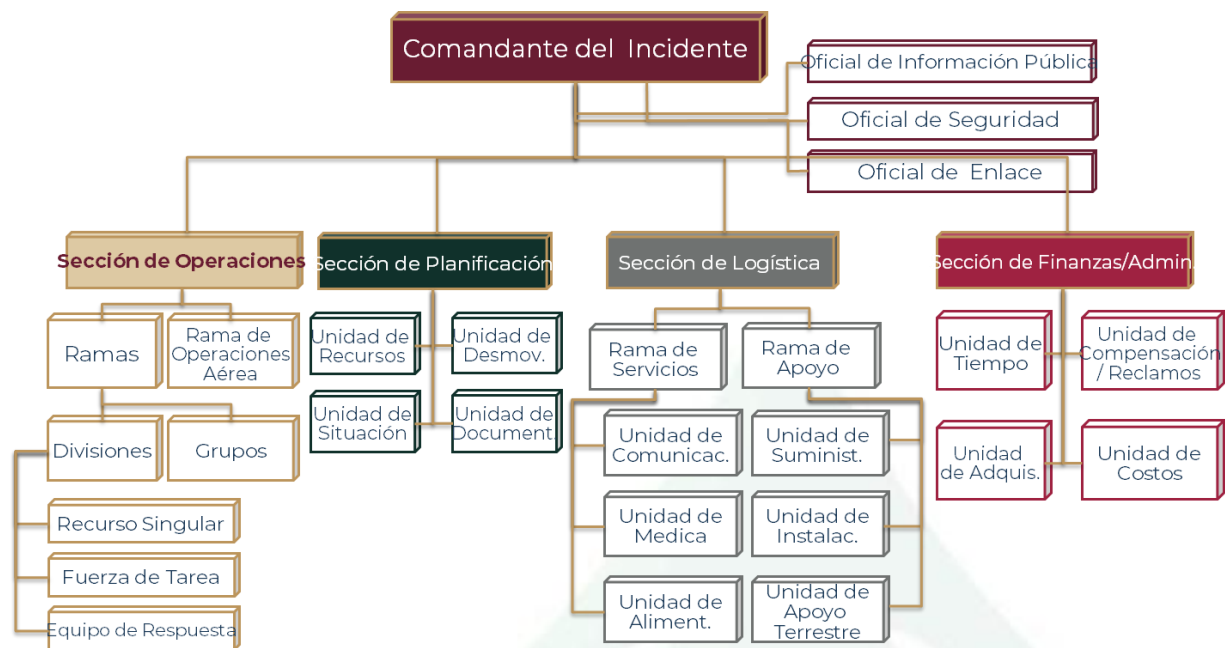 Comandante del Incidente
Oficial de Información Pública
Oficial de Seguridad
Oficial de Enlace
Sección de Operaciones
Sección de Planificación
Sección de Logística
Sección de Finanzas/Admin.
Ramas
Rama de
Operaciones
Aérea
Divisiones
Grupos
Recurso Singular
Fuerza de Tarea
Equipo de Respuesta
Unidad de
Recursos
Unidad de
Desmov.
Unidad de
Situación
Unidad de
Document.
Rama de
Servicios
Rama de
Apoyo
Unidad de
Comunicac.
Unidad de
Suminist.
Unidad de
Medica
Unidad de
Instalac.
Unidad de
Aliment.
Unidad de
Apoyo
Terrestre
Unidad de
Tiempo
Unidad de
Compensación
/ Reclamos
Unidad
de Adquis.
Unidad de
Costos